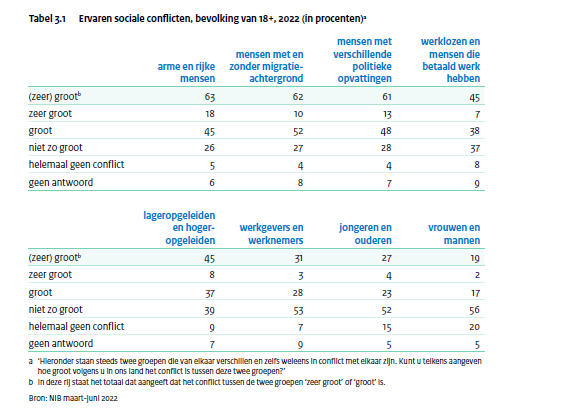 Tabel 3.1 Ervaren sociale conflicten, bevolking van 18+, 2022 (in procenten)ᵃ
arme en rijke mensen | mensen met en zonder migratie-achtergrond | mensen met verschillende politieke opvattingen | werklozen en mensen die betaald werk hebben
(zeer) grootᵇ 63 62 61 45
zeer groot 18 10 13 7
groot 45 52 48 38
niet zo groot 26 27 28 37
helemaal geen conflict 5 4 4 8
geen antwoord 6 8 7 9
lageropgeleiden en hoger-opgeleiden | werkgevers en werknemers | jongeren en ouderen | vrouwen en mannen
(zeer) grootᵇ 45 31 27 19
zeer groot 8 3 4 2
groot 37 28 23 17
niet zo groot 39 53 52 56
helemaal geen conflict 9 7 15 20
geen antwoord 7 9 5 5
a 'Hieronder staan steeds twee groepen die van elkaar verschillen en zelfs weleens in conflict met elkaar zijn. Kunt u telkens aangeven
hoe groot volgens u in ons land het conflict is tussen deze twee groepen?'
b In deze rij staat het totaal dat aangeeft dat het conflict tussen de twee groepen 'zeer groot' of 'groot' is.
Bron: NIB maart-juni 2022